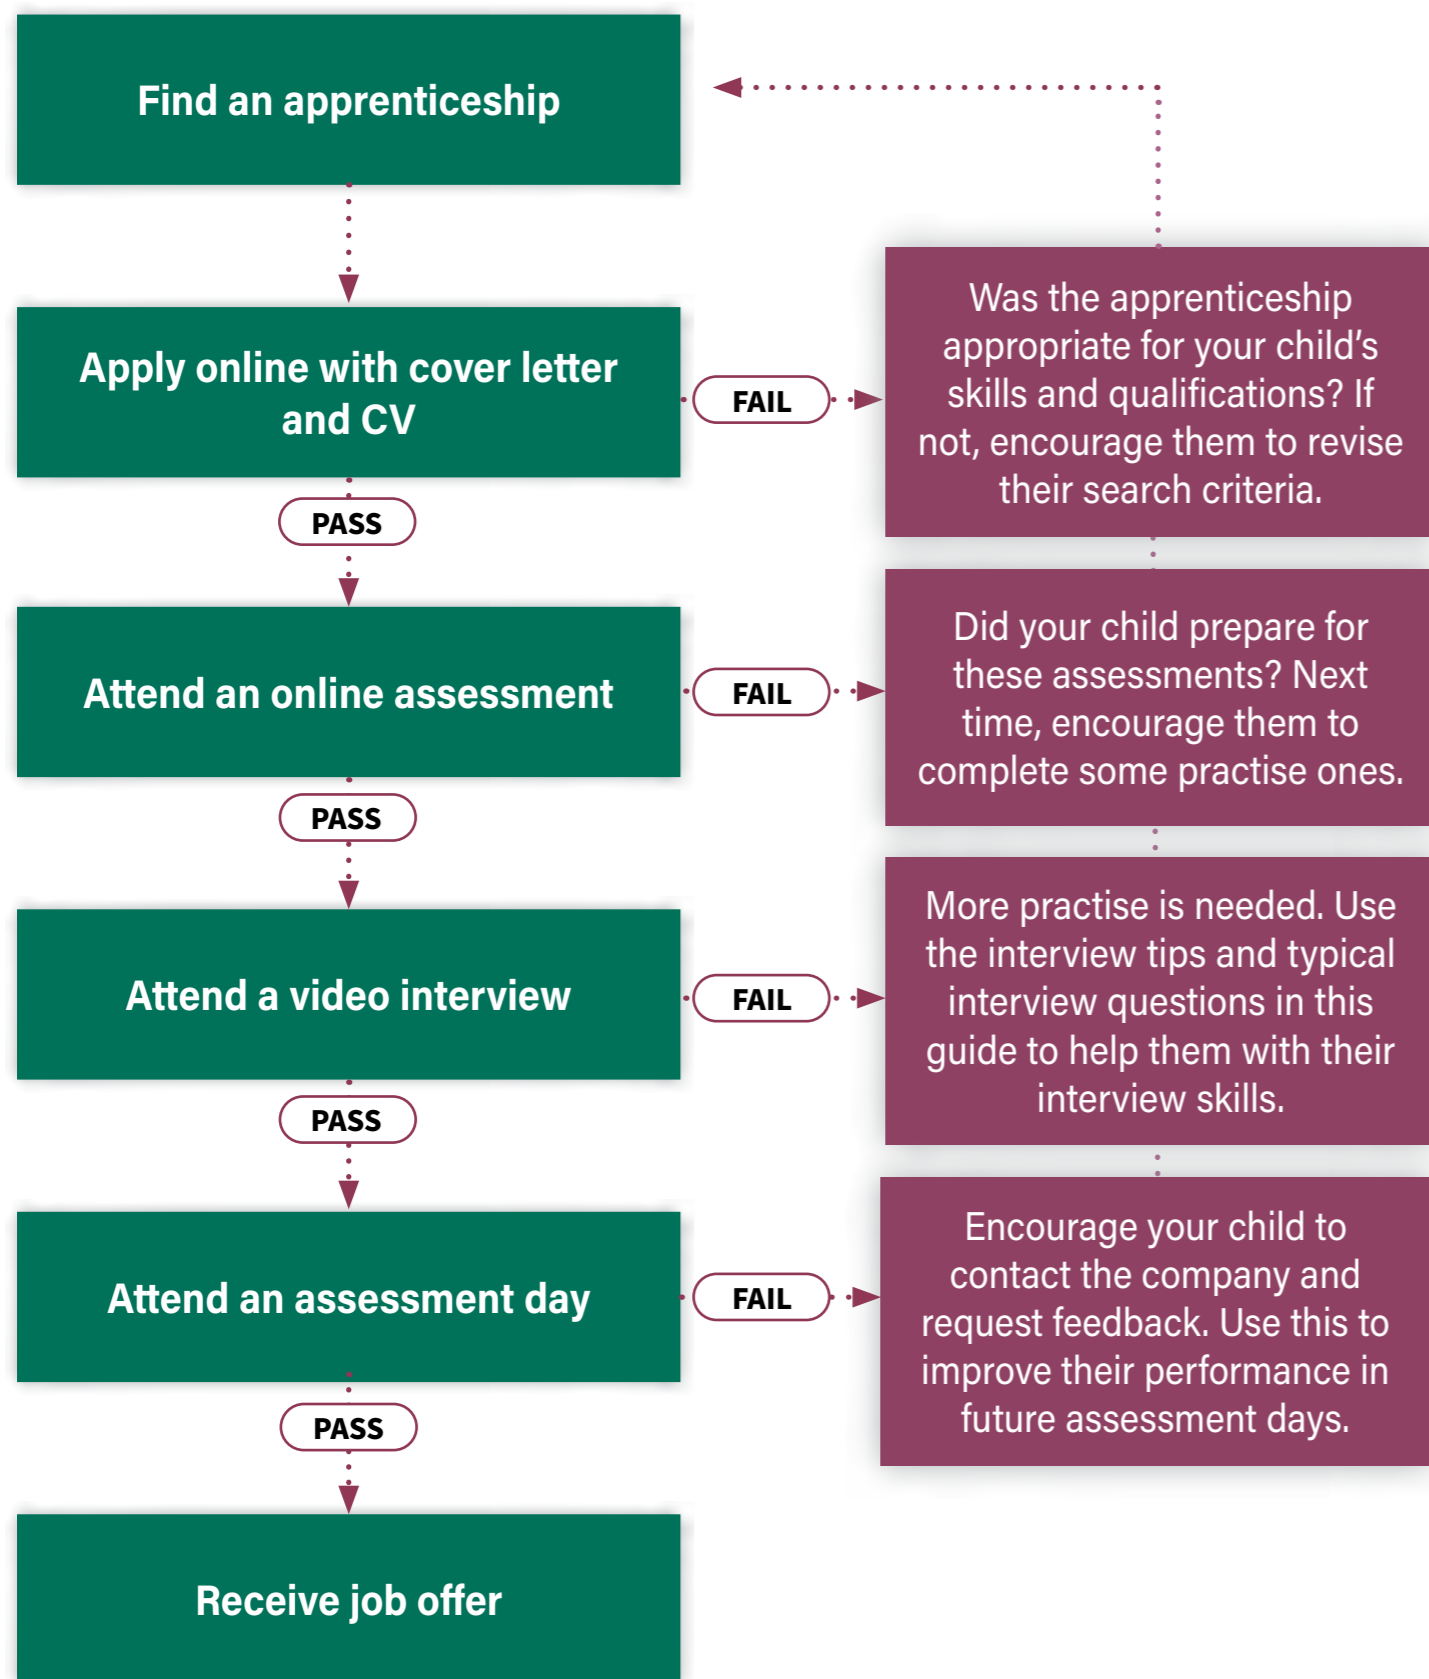 Find an apprenticeship
Apply online with cover letter
and CV
FAIL
Was the apprenticeship
appropriate for your child’s
skills and qualifications? If
not, encourage them to revise
their search criteria.
PASS
Attend an online assessment
FAIL
Did your child prepare for
these assessments? Next
time, encourage them to
complete some practise ones.
PASS
Attend a video interview
FAIL
More practise is needed. Use
the interview tips and typical
interview questions in this
guide to help them with their
interview skills.
PASS
Attend an assessment day
FAIL
Encourage your child to
contact the company and
request feedback. Use this to
improve their performance in
future assessment days.
PASS
Receive job offer